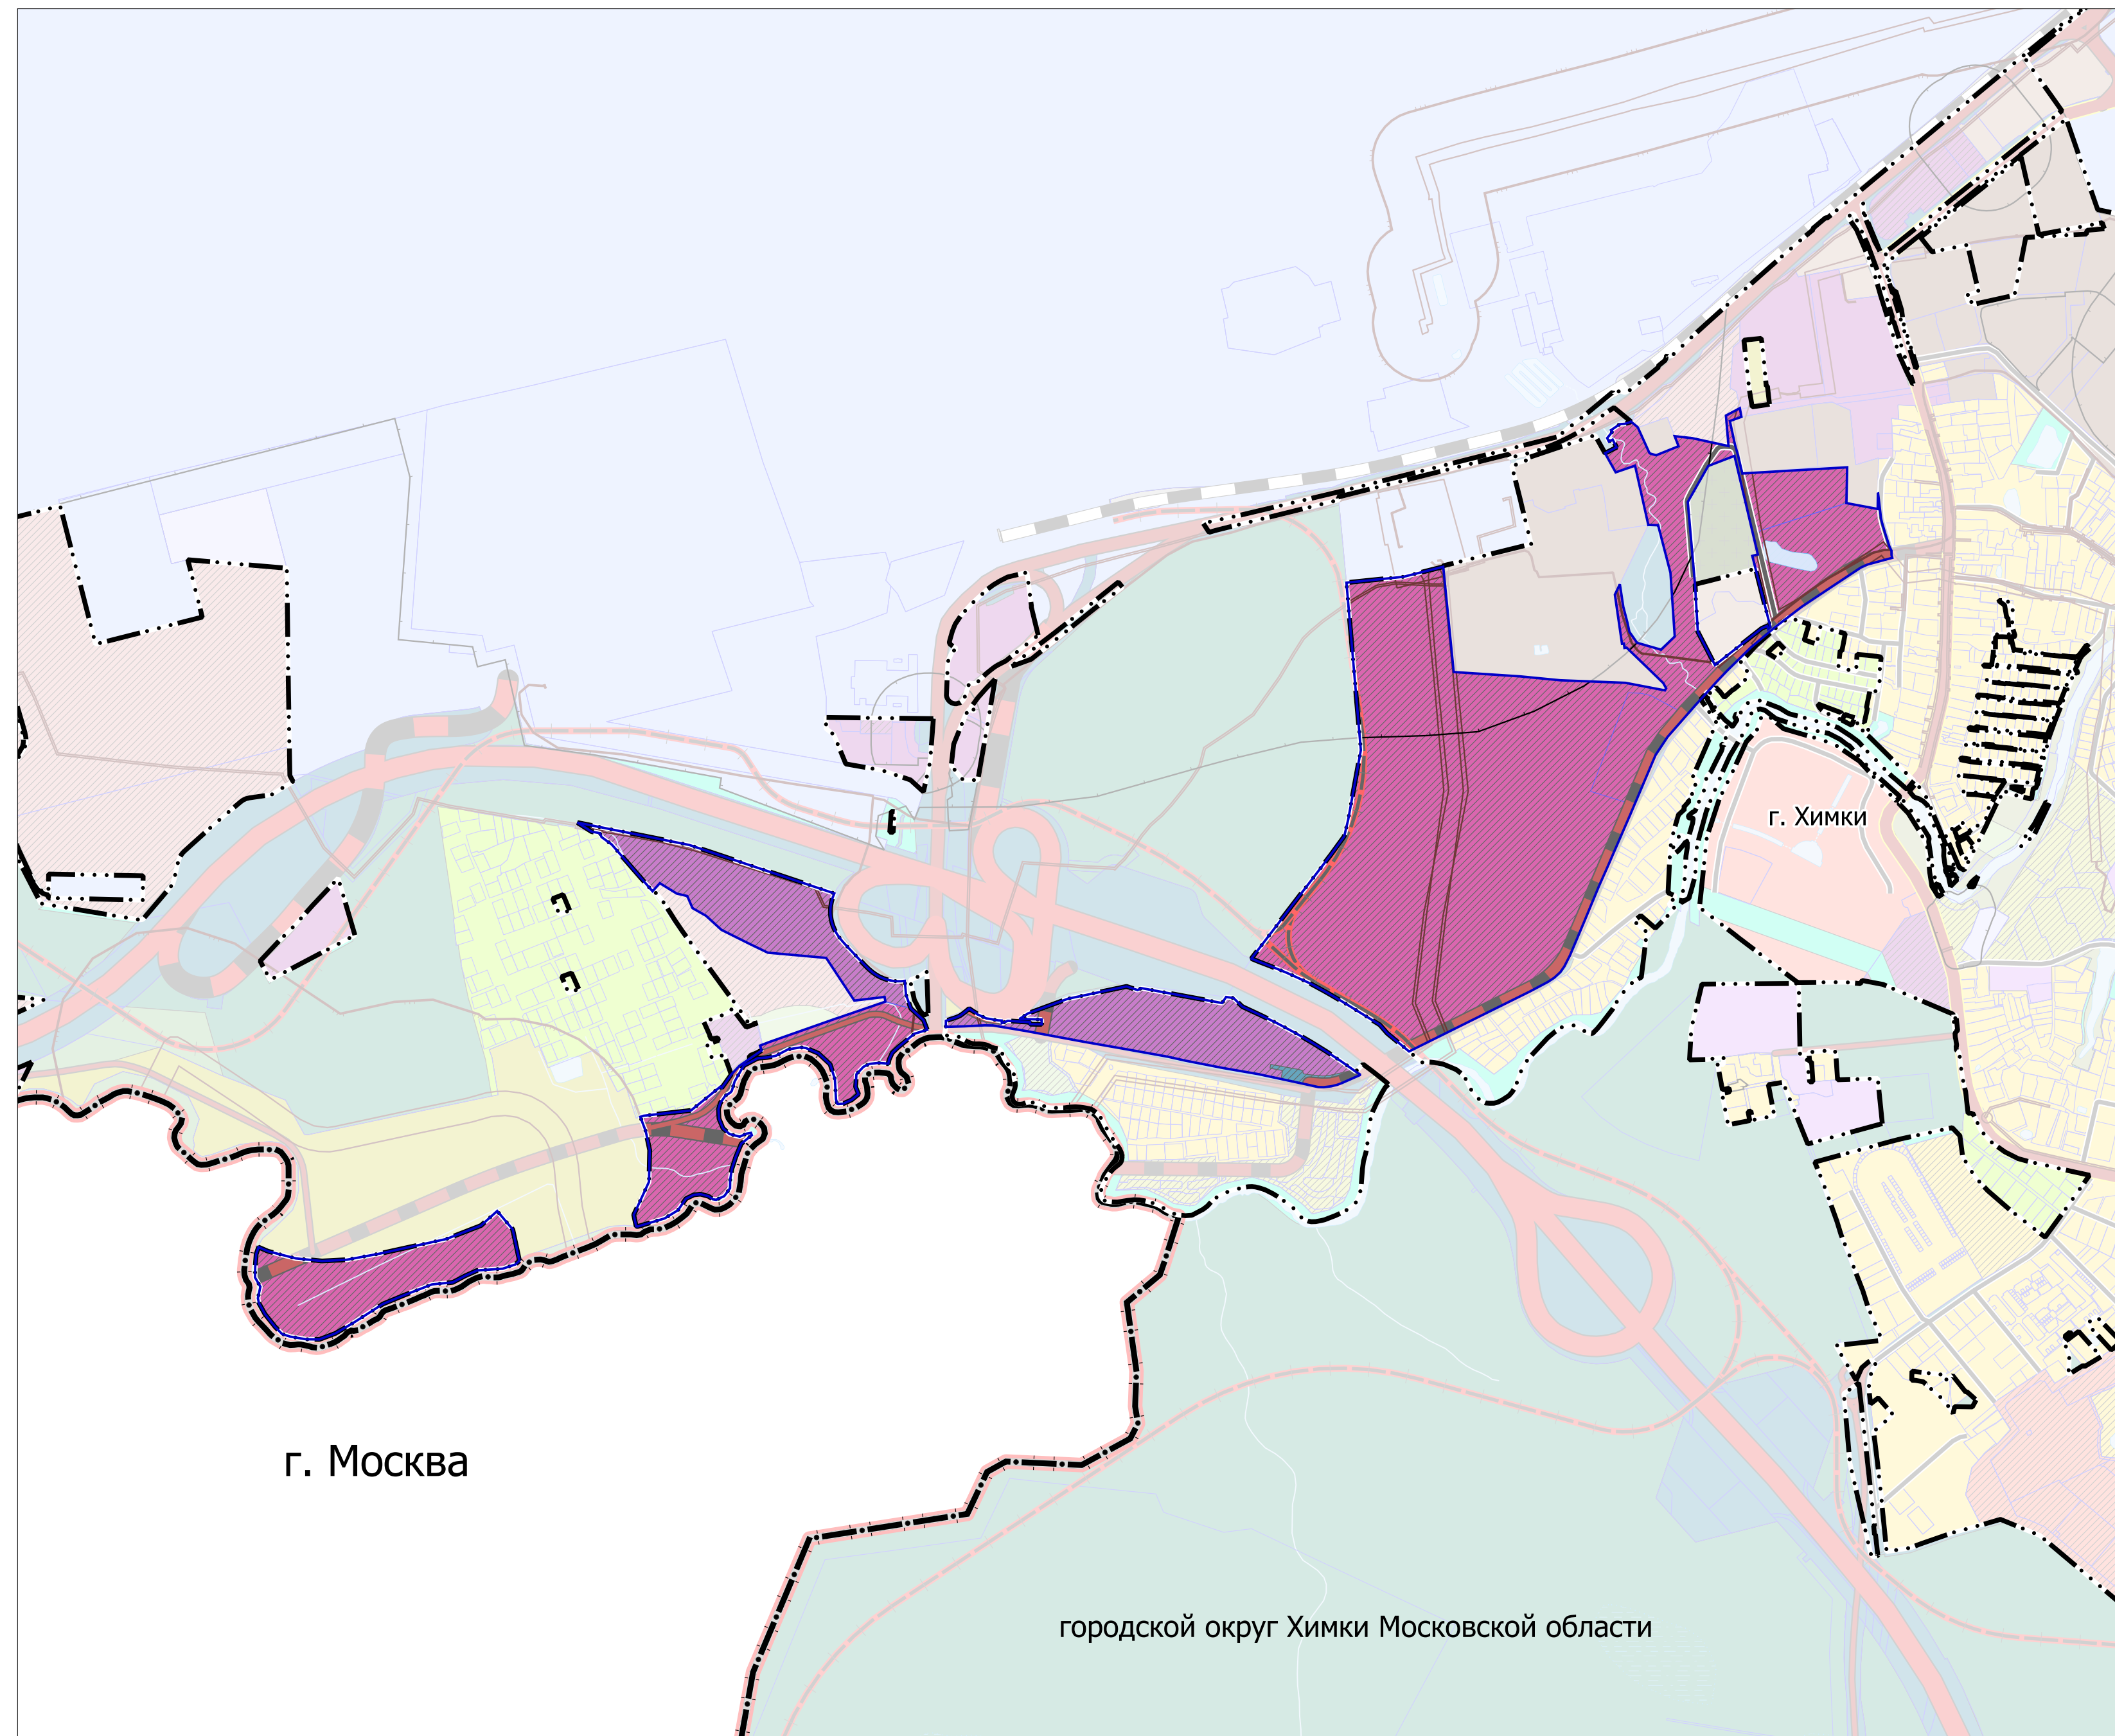 г. Химки
г. Москва
городской округ Химки Московской области